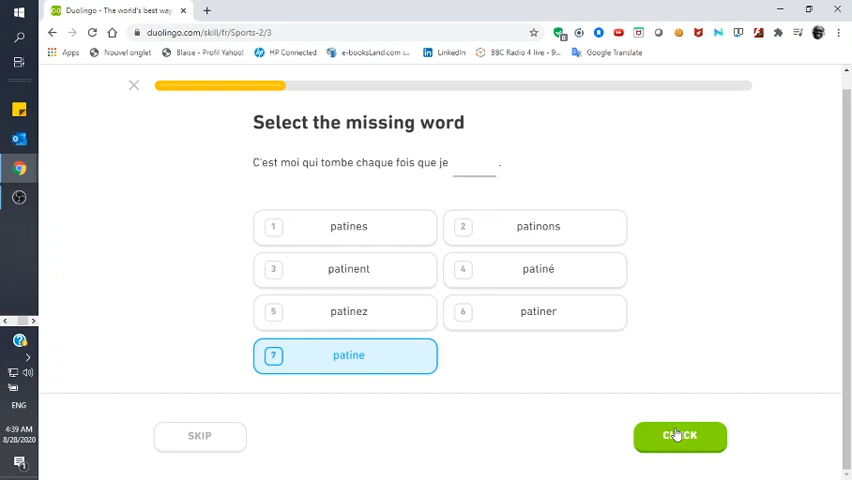 Duolingo - The world's best way
duolingo.com/skill/fr/Sports-2/3
Apps Nouvel onglet Blaise - Profil Yahoo! HP Connected e-booksLand.com :... LinkedIn BBC Radio 4 live - 9... Google Translate
Select the missing word
C'est moi qui tombe chaque fois que je ______ .
1 patines 2 patinons
3 patinent 4 patiné
5 patinez 6 patiner
7 patine
SKIP CHECK
ENG
4:39 AM
8/28/2020